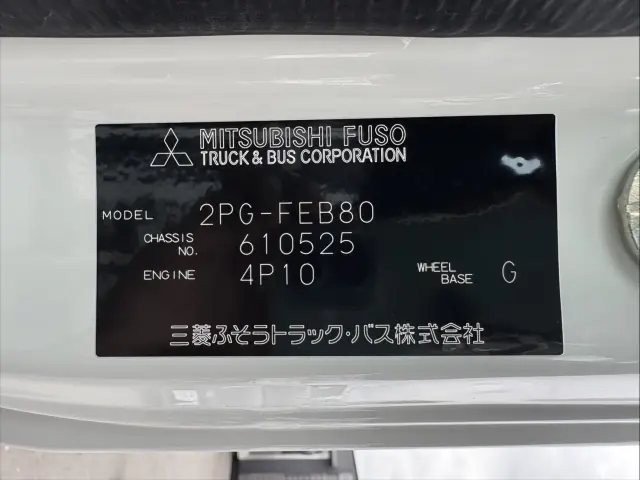 MITSUBISHI FUSO
TRUCK & BUS CORPORATION
MODEL 2PG-FEB80
CHASSIS NO. 610525
ENGINE 4P10 WHEEL BASE G
三菱ふそうトラック・バス株式会社